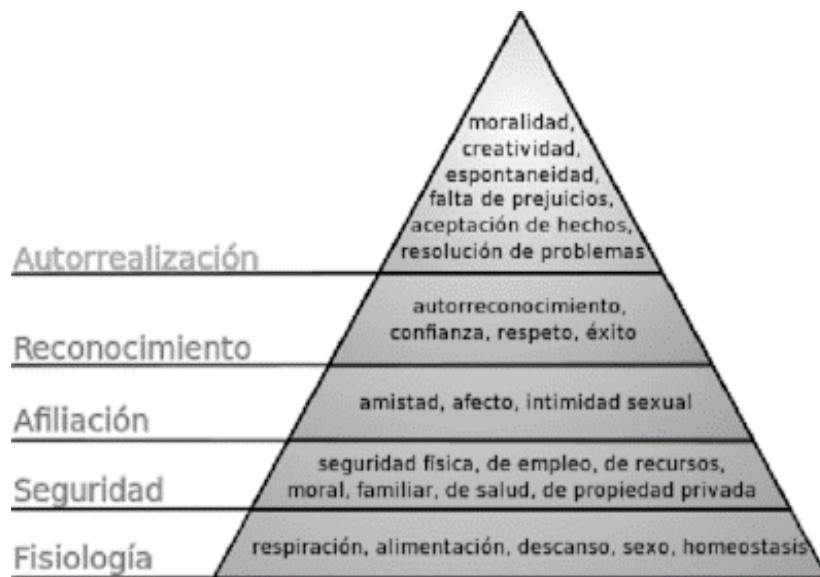 moralidad,
creatividad,
espontaneidad,
falta de prejuicios,
aceptación de hechos,
resolución de problemas
Autorrealización
autorreconocimiento,
confianza, respeto, éxito
Reconocimiento
amistad, afecto, intimidad sexual
Afiliación
seguridad física, de empleo, de recursos,
moral, familiar, de salud, de propiedad privada
Seguridad
respiración, alimentación, descanso, sexo, homeostasis
Fisiología